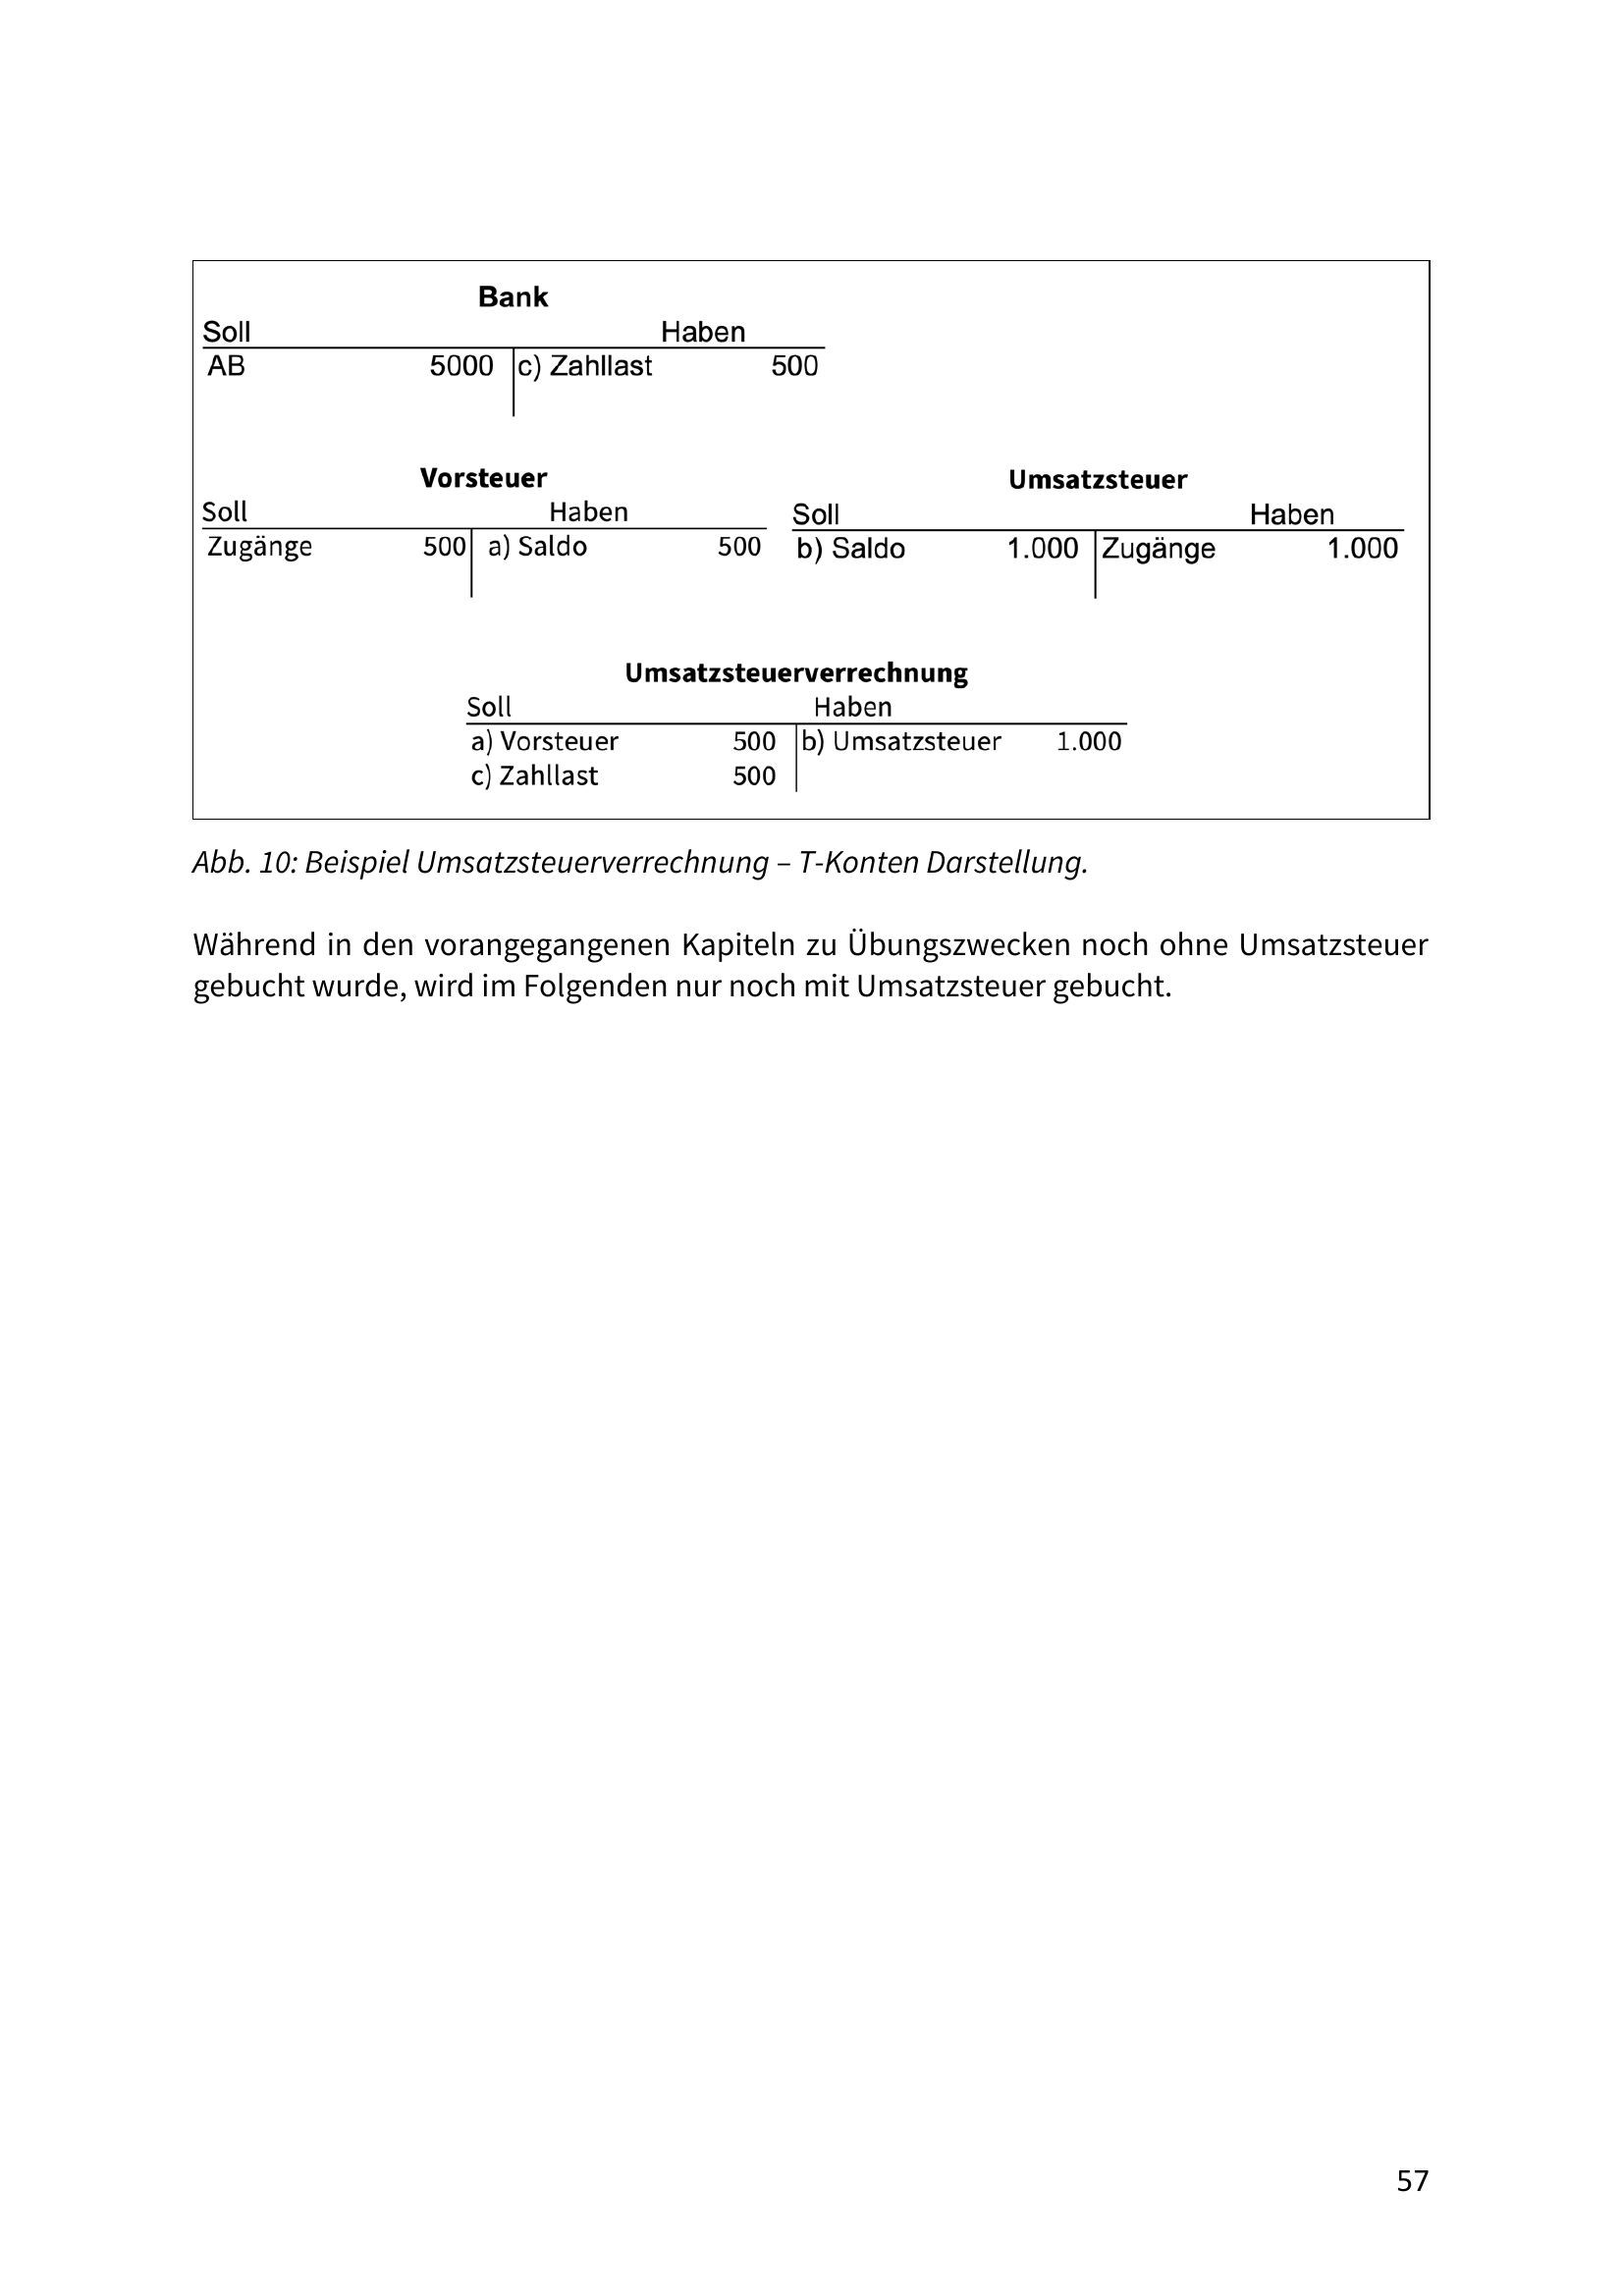 Bank
Soll Haben
AB 5000 c) Zahllast 500
Vorsteuer
Soll Haben
Zugänge 500 a) Saldo 500
Umsatzsteuer
Soll Haben
b) Saldo 1.000 Zugänge 1.000
Umsatzsteuerverrechnung
Soll Haben
a) Vorsteuer 500 b) Umsatzsteuer 1.000
c) Zahllast 500
Abb. 10: Beispiel Umsatzsteuerverrechnung – T-Konten Darstellung.
Während in den vorangegangenen Kapiteln zu Übungszwecken noch ohne Umsatzsteuer
gebucht wurde, wird im Folgenden nur noch mit Umsatzsteuer gebucht.
57